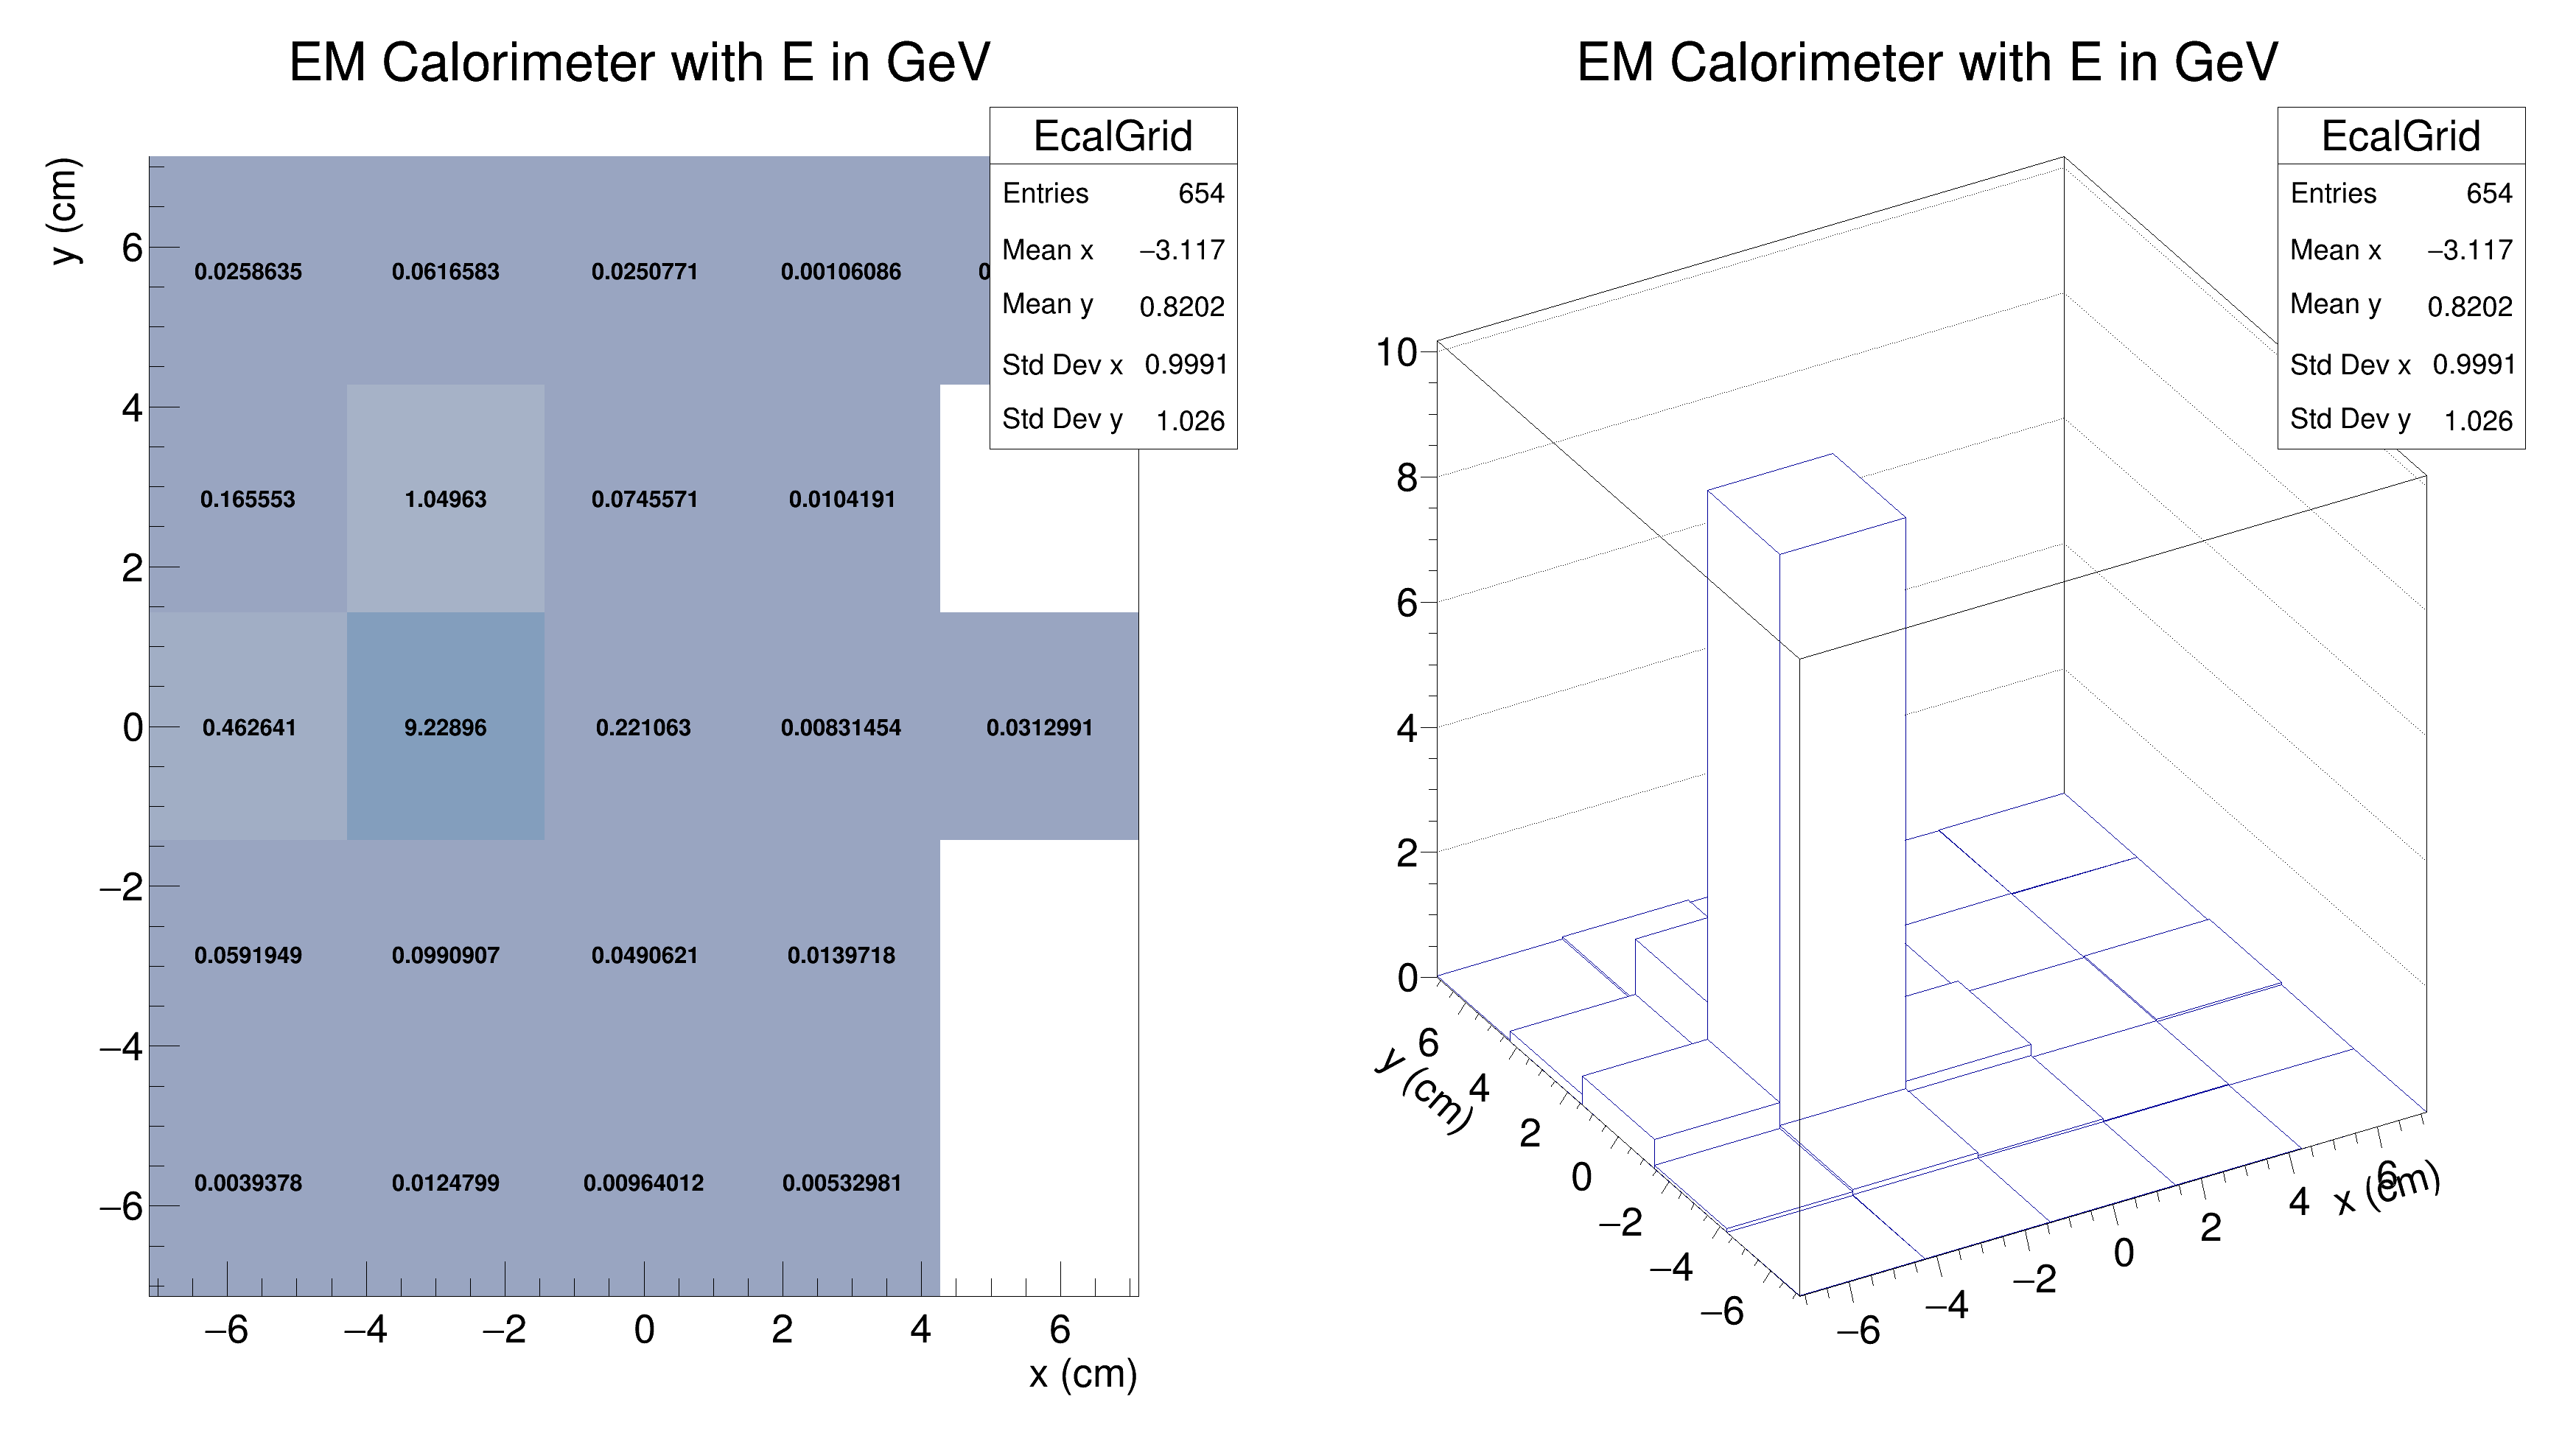 EM Calorimeter with E in GeV
EcalGrid
Entries 654
Mean x −3.117
Mean y 0.8202
Std Dev x 0.9991
Std Dev y 1.026
y (cm)
6
4
2
0
−2
−4
−6
0.0258635 0.0616583 0.0250771 0.00106086 0
0.165553 1.04963 0.0745571 0.0104191
0.462641 9.22896 0.221063 0.00831454 0.0312991
0.0591949 0.0990907 0.0490621 0.0139718
0.0039378 0.0124799 0.00964012 0.00532981
−6 −4 −2 0 2 4 6
x (cm)
EM Calorimeter with E in GeV
EcalGrid
Entries 654
Mean x −3.117
Mean y 0.8202
Std Dev x 0.9991
Std Dev y 1.026
10
8
6
4
2
0
y (cm)
6
4
2
0
−2
−4
−6
−6 −4 −2 0 2 4 6
x (cm)